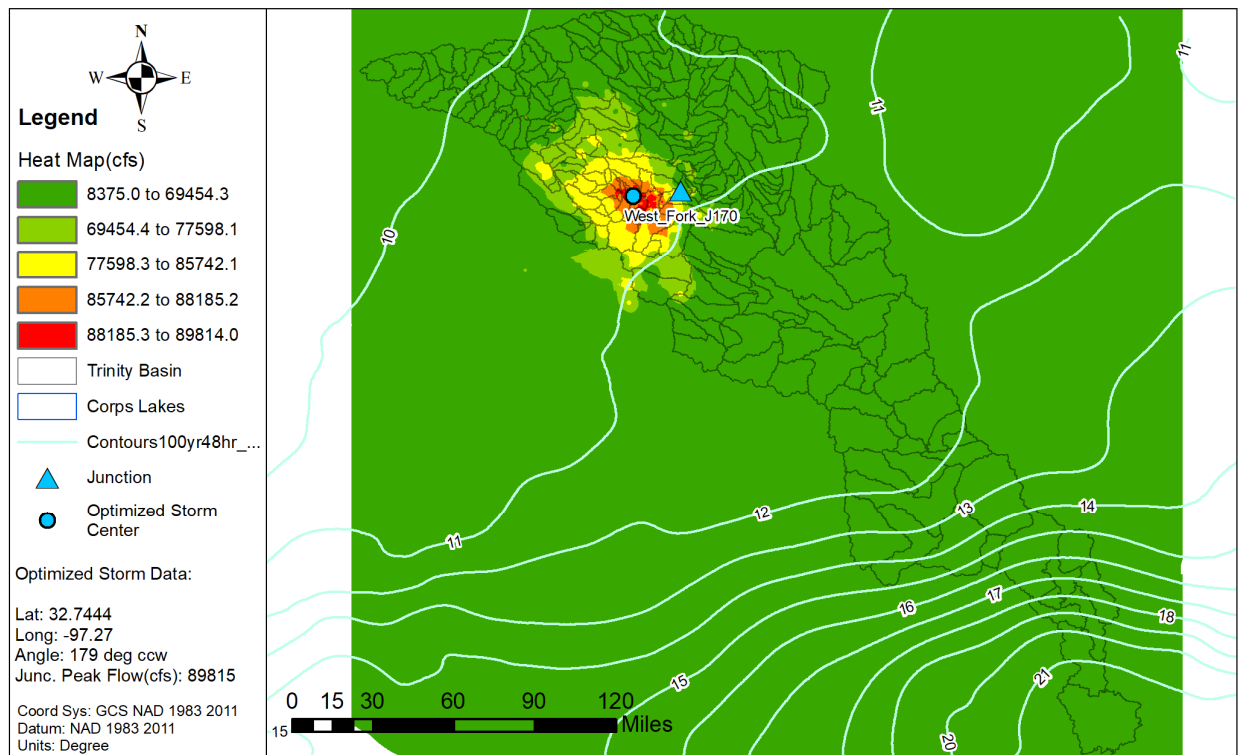 N
W E
S
Legend
Heat Map(cfs)
8375.0 to 69454.3
69454.4 to 77598.1
77598.3 to 85742.1
85742.2 to 88185.2
88185.3 to 89814.0
Trinity Basin
Corps Lakes
Contours100yr48hr_...
Junction
Optimized Storm
Center
Optimized Storm Data:
Lat: 32.7444
Long: -97.27
Angle: 179 deg ccw
Junc. Peak Flow(cfs): 89815
Coord Sys: GCS NAD 1983 2011
Datum: NAD 1983 2011
Units: Degree
11
11
West_Fork_J170
10
12
13
14
11
16
17
18
15
21
20
0 15 30 60 90 120
Miles
15